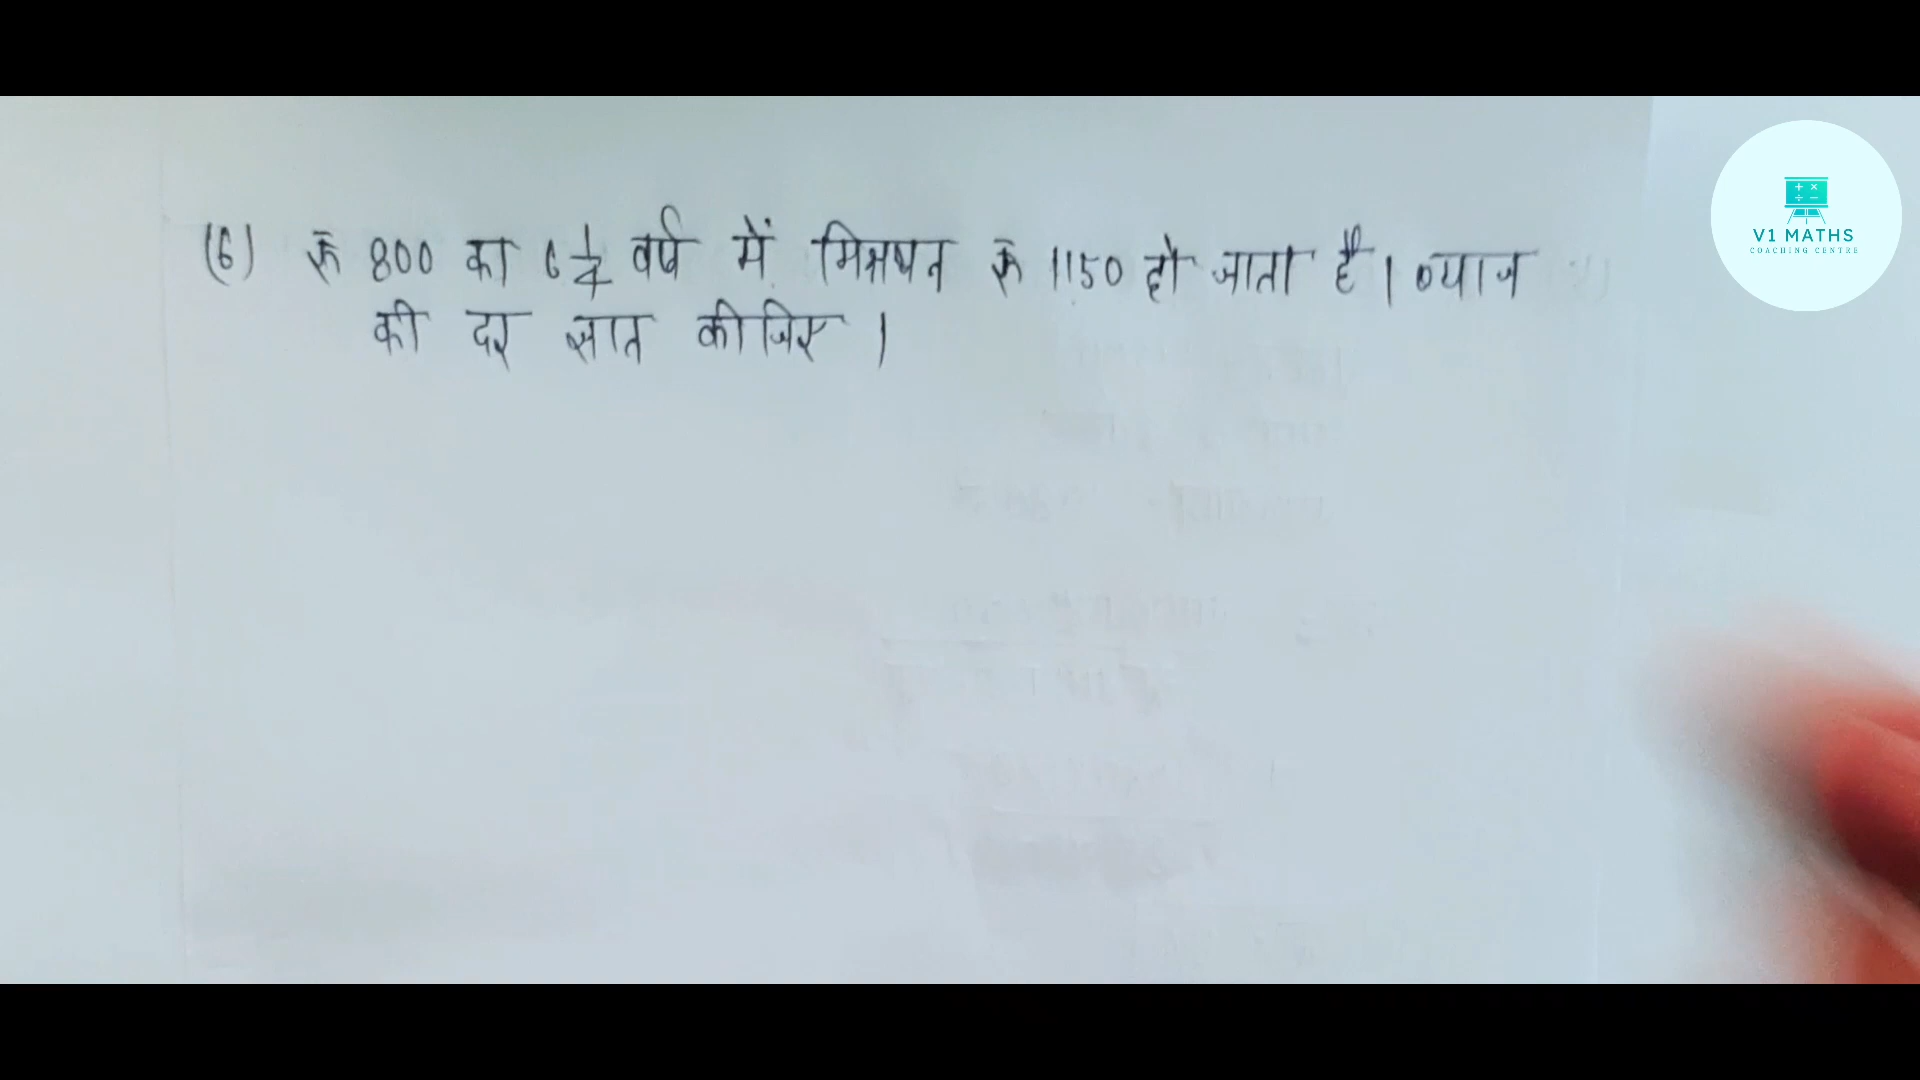 (6) रू 800 का 6 1/4 वर्ष में मिश्रधन रू 1150 हो जाता है। ब्याज
की दर ज्ञात कीजिए।
V1 MATHS
COACHING CENTRE